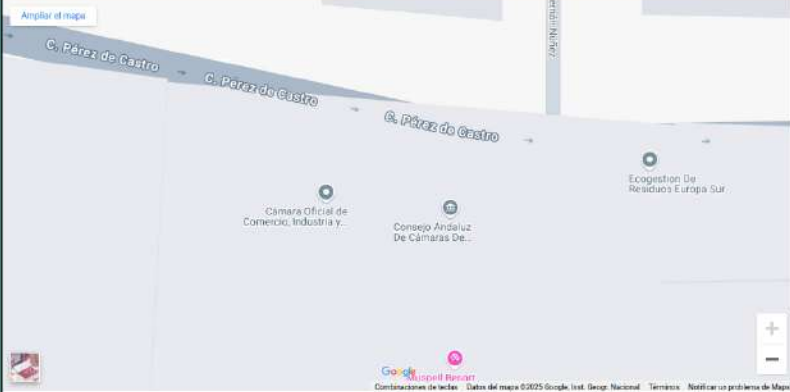 Ampliar el mapa
ernán Núñez
C. Pérez de Castro
C. Pérez de Castro
C. Pérez de Castro
Ecogestion De
Residuos Europa Sur
Cámara Oficial de
Comercio, Industria y...
Consejo Andaluz
De Cámaras De...
Google
Combinaciones de teclas Datos del mapa ©2025 Google, Inst. Geogr. Nacional Términos Notificar un problema de Maps